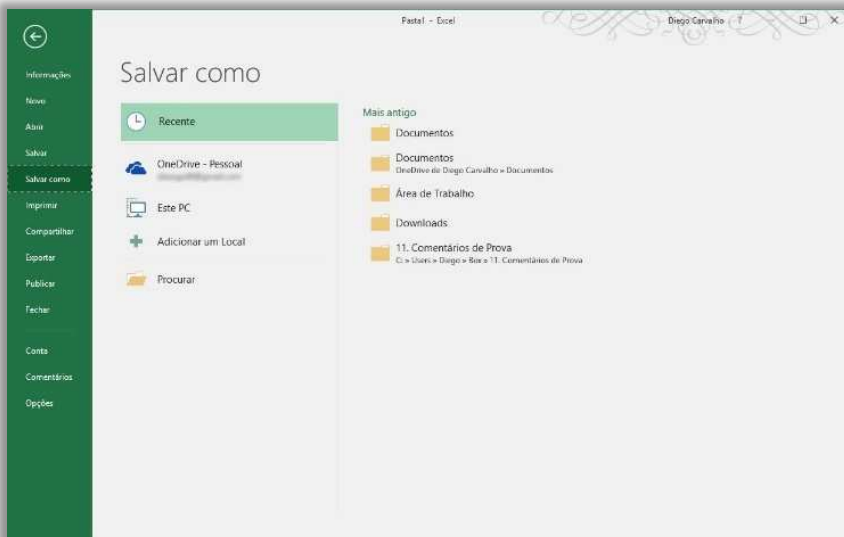 Pasta1 - Excel
Diego Carvalho
?
Informações
Novo
Abrir
Salvar
Salvar como
Imprimir
Compartilhar
Exportar
Publicar
Fechar
Conta
Comentários
Opções
Salvar como
Recente
OneDrive - Pessoal
Este PC
Adicionar um Local
Procurar
Mais antigo
Documentos
Documentos
OneDrive de Diego Carvalho » Documentos
Área de Trabalho
Downloads
11. Comentários de Prova
C: » Users » Diego » Box » 11. Comentários de Prova